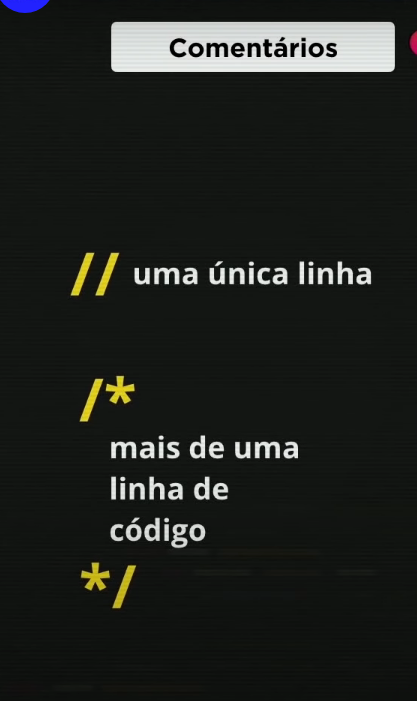 Comentários
// uma única linha
/*
mais de uma
linha de
código
*/